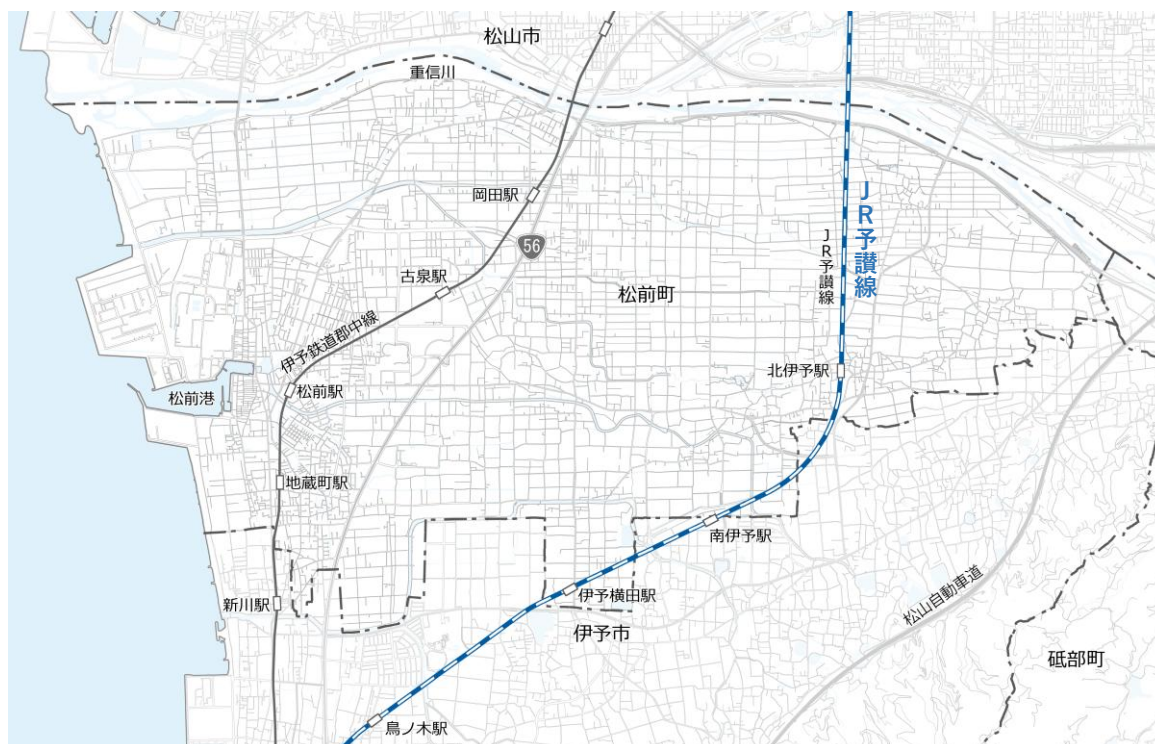 松山市
重信川
岡田駅
JR予讃線
JR予讃線
56
古泉駅
松前町
伊予鉄道郡中線
北伊予駅
松前港
松前駅
地蔵町駅
南伊予駅
新川駅
伊予横田駅
松山自動車道
伊予市
砥部町
鳥ノ木駅